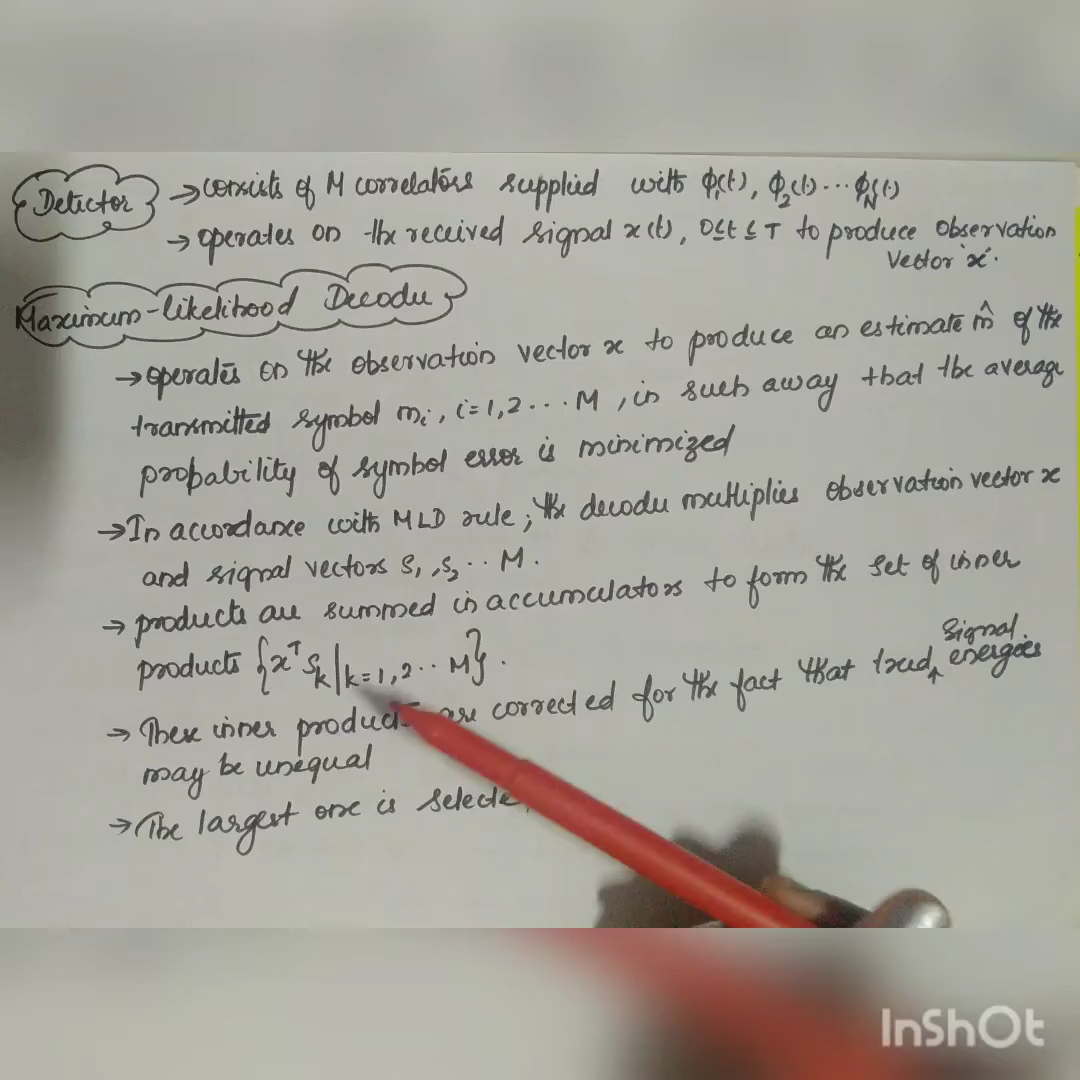 Detector → consists of M correlators supplied with ϕ₁(t), ϕ₂(t)... ϕN(t)
→ operates on the received signal x(t), 0≤t≤T to produce observation
vector 'x'.
Maximum-likelihood Decoder
→ operates on the observation vector x to produce an estimate m̂ of the
transmitted symbol mᵢ, i=1,2...M, in such away that the average
probability of symbol error is minimized
→ In accordance with MLD rule, the decoder multiplies observation vector x
and signal vectors S₁, S₂.. M.
→ products are summed in accumulators to form the set of inner
products {xᵀ Sₖ | k=1,2.. M}.
→ These inner products are corrected for the fact that signal energies
may be unequal
→ The largest one is
InShOt